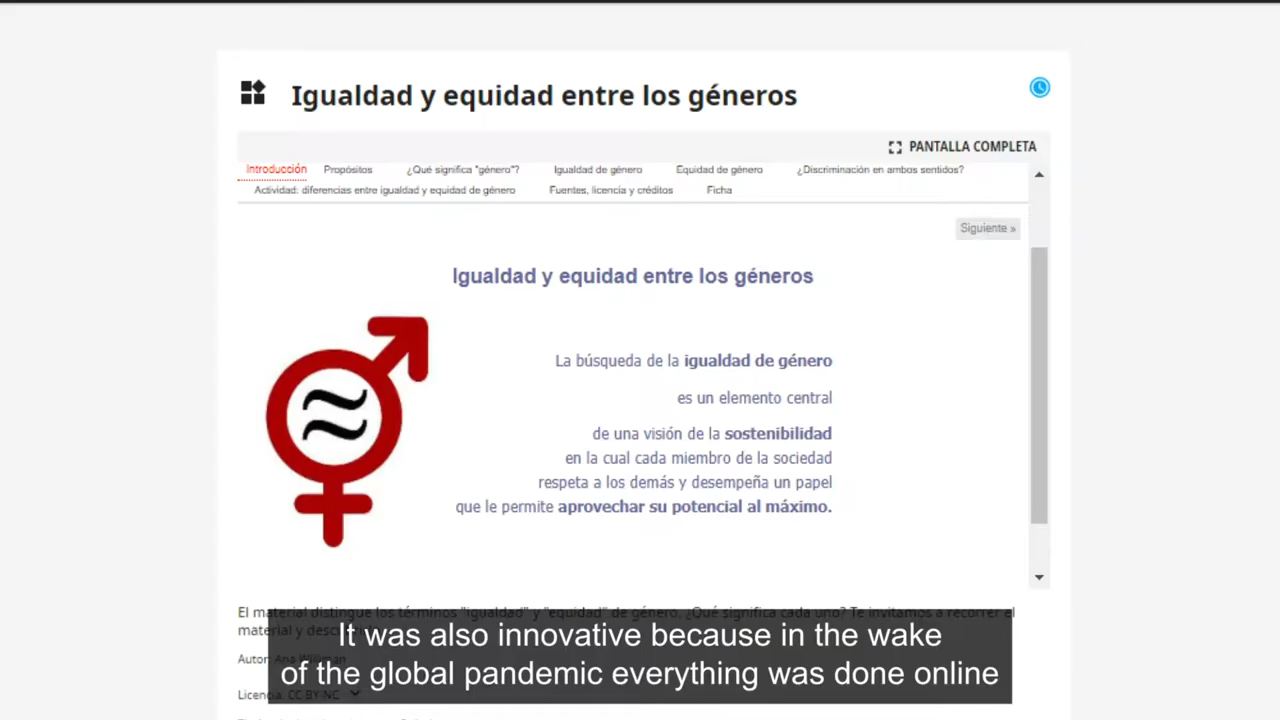 Igualdad y equidad entre los géneros
PANTALLA COMPLETA
Introducción Propósitos ¿Qué significa "género"? Igualdad de género Equidad de género ¿Discriminación en ambos sentidos?
Actividad: diferencias entre igualdad y equidad de género Fuentes, licencia y créditos Ficha
Siguiente »
Igualdad y equidad entre los géneros
La búsqueda de la igualdad de género
es un elemento central
de una visión de la sostenibilidad
en la cual cada miembro de la sociedad
respeta a los demás y desempeña un papel
que le permite aprovechar su potencial al máximo.
El material distingue los términos "igualdad" y "equidad" de género. ¿Qué significa cada uno? Te invitamos a recorrer el
material y
Autor: Ana
Licencia: CC-BY-NC
It was also innovative because in the wake
of the global pandemic everything was done online